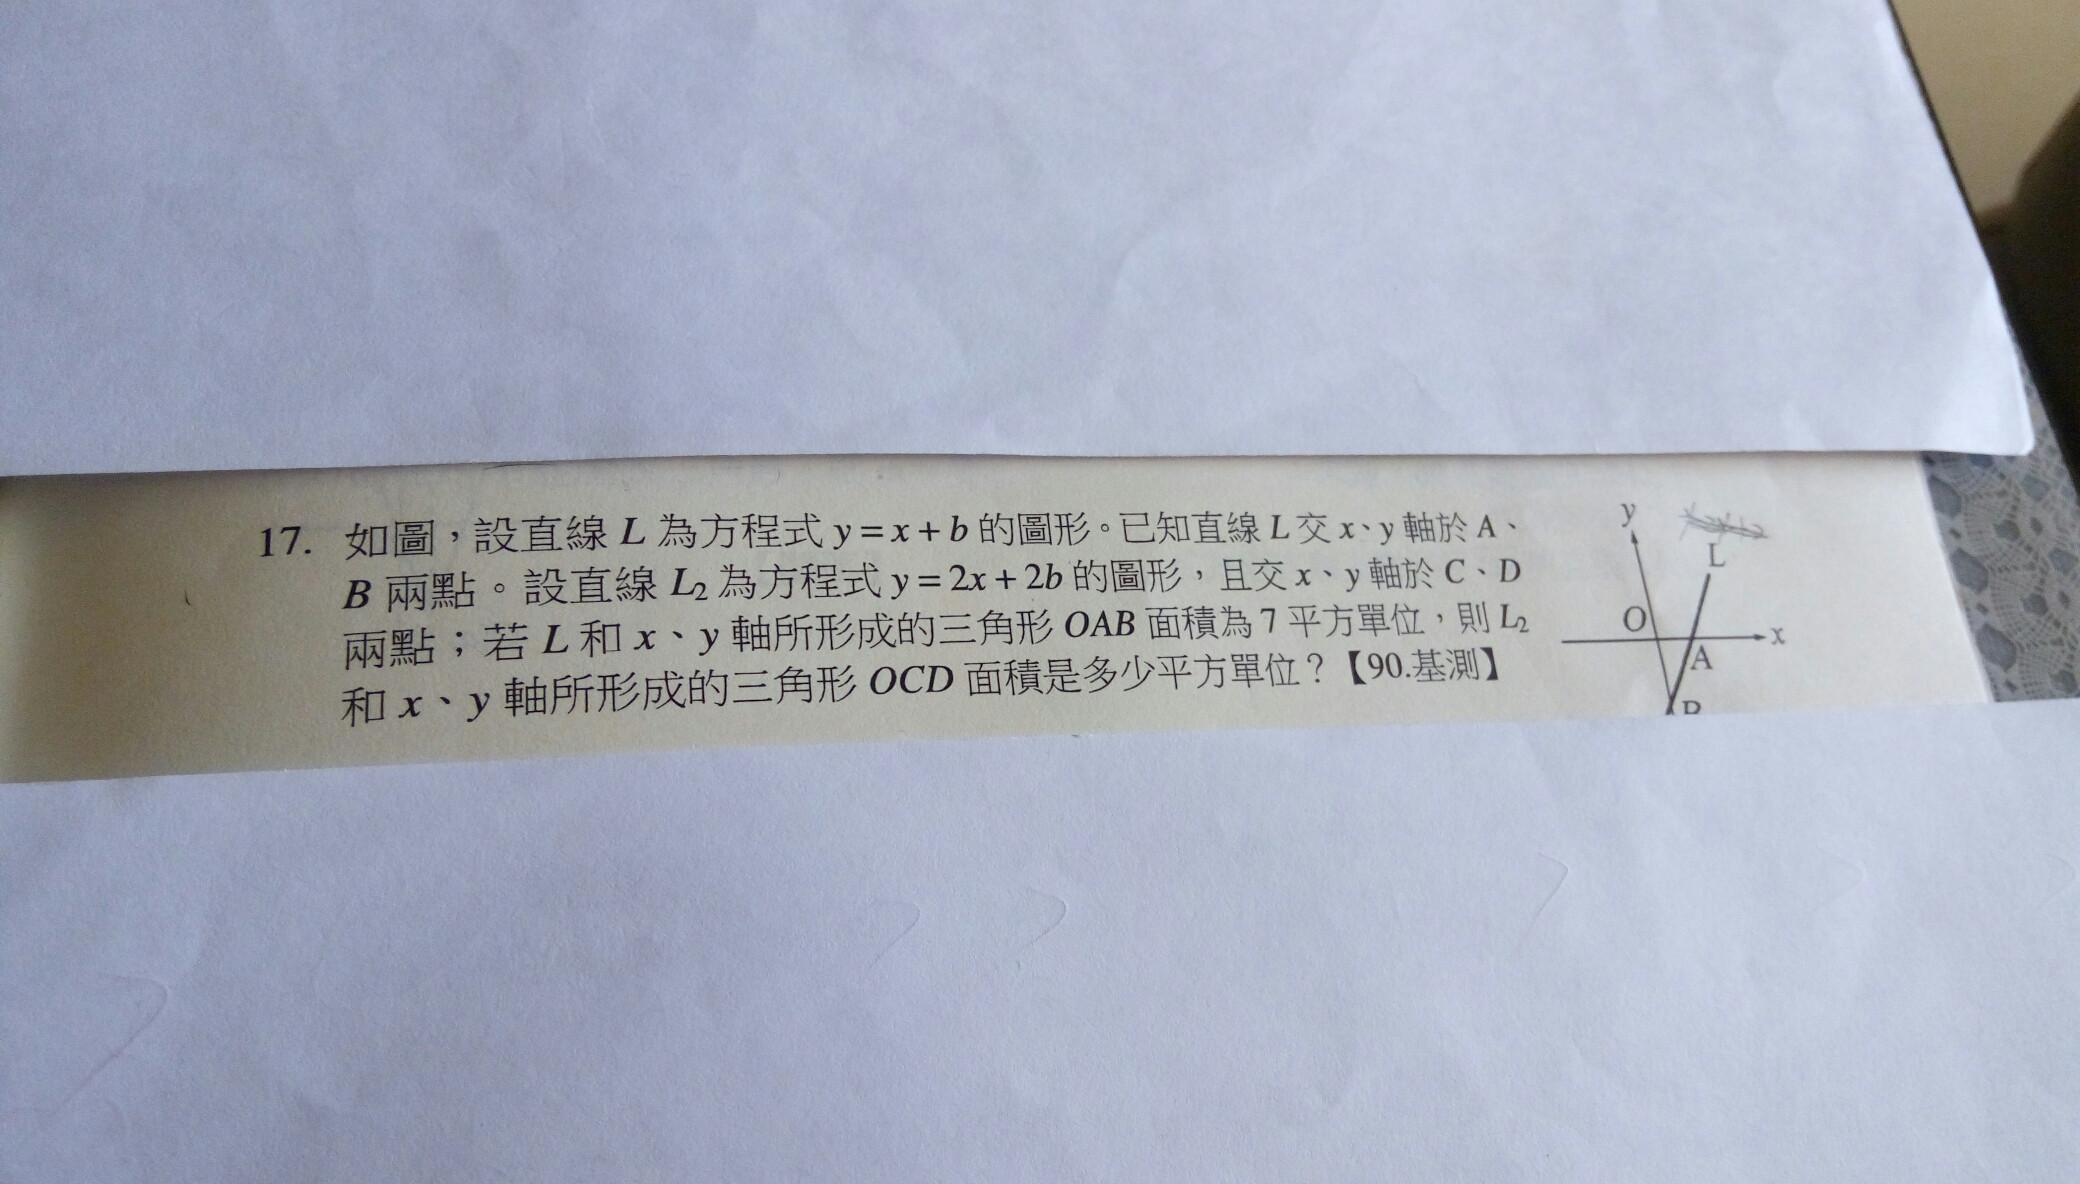 17. 如圖，設直線 L 為方程式 y = x + b 的圖形。已知直線 L 交 x、y 軸於 A、
B 兩點。設直線 L₂ 為方程式 y = 2x + 2b 的圖形，且交 x、y 軸於 C、D
兩點；若 L 和 x、y 軸所形成的三角形 OAB 面積為 7 平方單位，則 L₂
和 x、y 軸所形成的三角形 OCD 面積是多少平方單位？【90.基測】
y
L
O
x
A
B